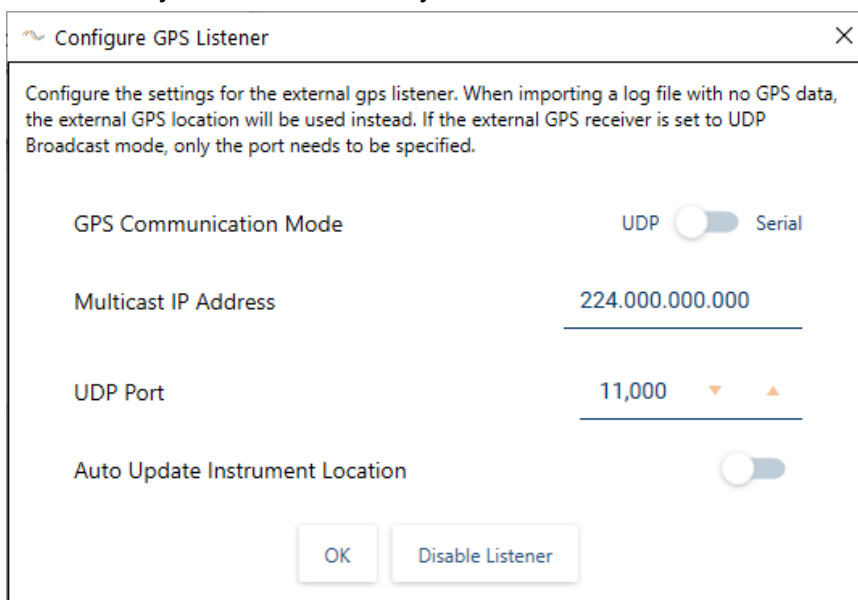 Configure GPS Listener
Configure the settings for the external gps listener. When importing a log file with no GPS data,
the external GPS location will be used instead. If the external GPS receiver is set to UDP
Broadcast mode, only the port needs to be specified.
GPS Communication Mode UDP Serial
Multicast IP Address 224.000.000.000
UDP Port 11,000
Auto Update Instrument Location
OK Disable Listener